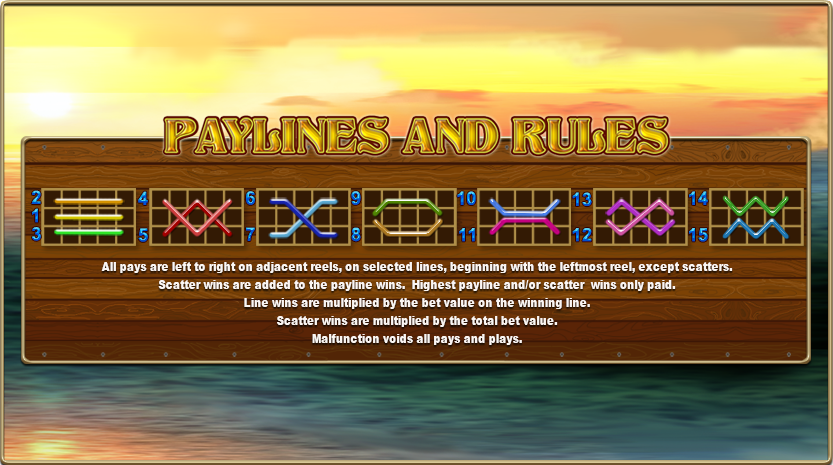 PAYLINES AND RULES
2 4 6 9 10 13 14
1
3 5 7 8 11 12 15
All pays are left to right on adjacent reels, on selected lines, beginning with the leftmost reel, except scatters.
Scatter wins are added to the payline wins. Highest payline and/or scatter wins only paid.
Line wins are multiplied by the bet value on the winning line.
Scatter wins are multiplied by the total bet value.
Malfunction voids all pays and plays.